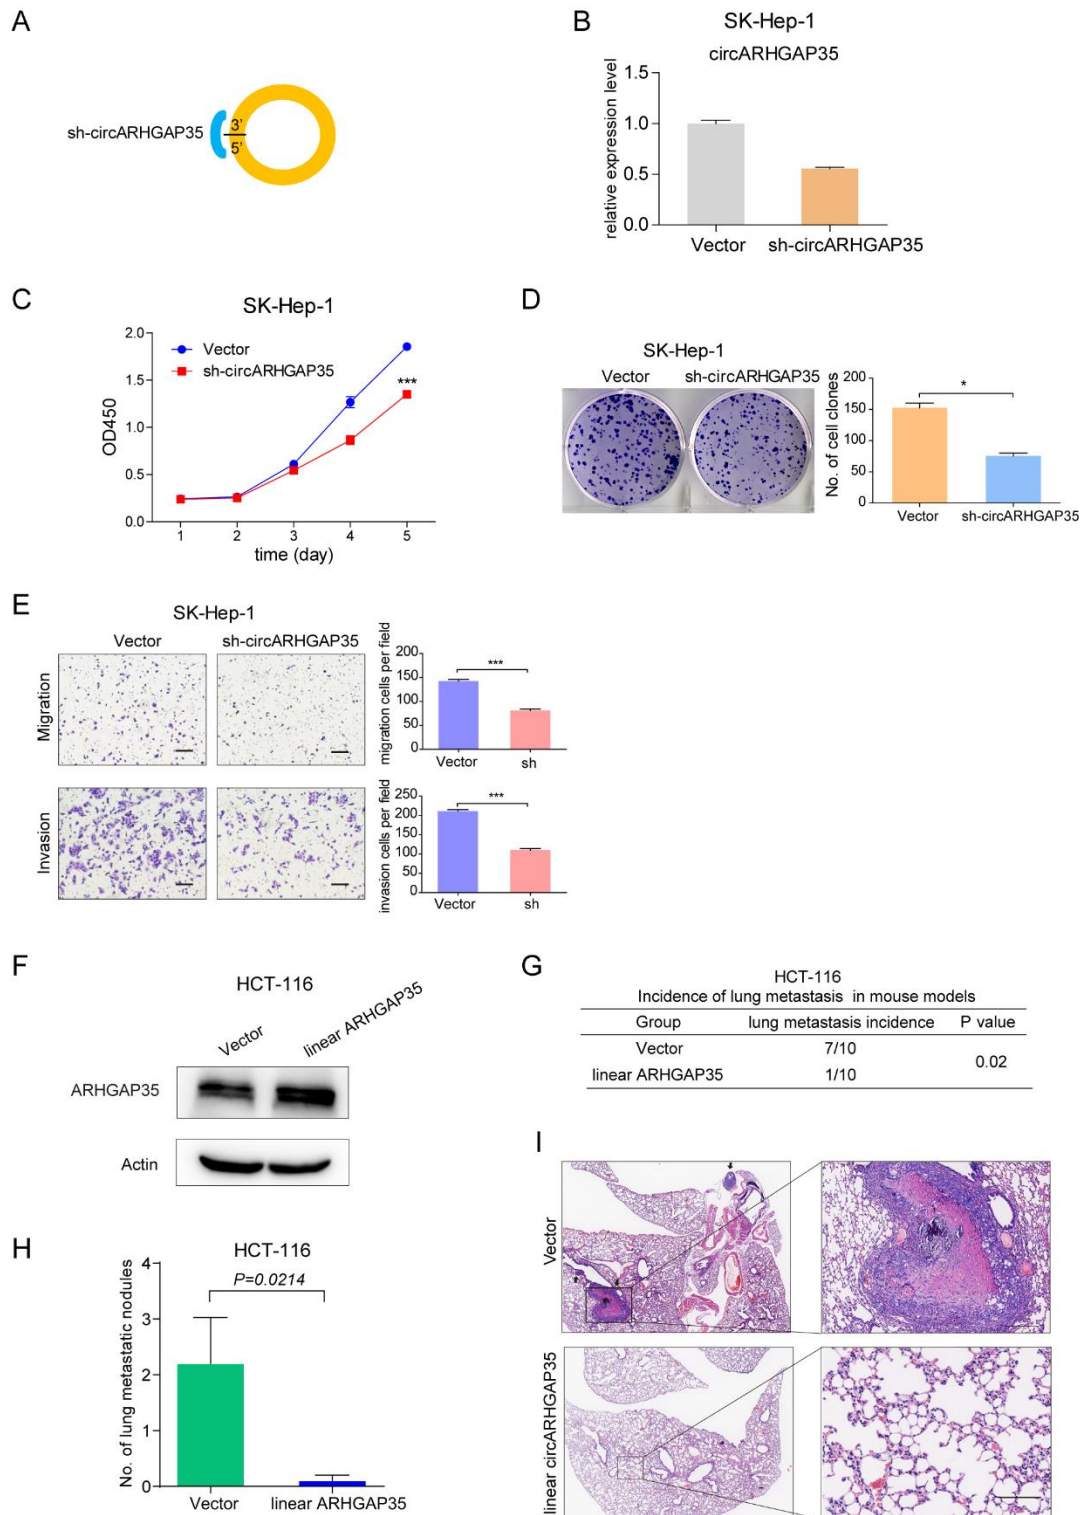 A
sh-circARHGAP35
3'
5'
B
SK-Hep-1
circARHGAP35
relative expression level
1.5
1.0
0.5
0.0
Vector
sh-circARHGAP35
C
SK-Hep-1
Vector
sh-circARHGAP35
OD450
2.0
1.5
1.0
0.5
0.0
***
1 2 3 4 5
time (day)
D
SK-Hep-1
Vector
sh-circARHGAP35
No. of cell clones
200
150
100
50
0
*
Vector
sh-circARHGAP35
E
SK-Hep-1
Vector
sh-circARHGAP35
Migration
migration cells per field
200
150
100
50
0
***
Vector
sh
Invasion
invasion cells per field
250
200
150
100
50
0
***
Vector
sh
F
HCT-116
Vector
linear ARHGAP35
ARHGAP35
Actin
G
HCT-116
Incidence of lung metastasis in mouse models
Group lung metastasis incidence P value
Vector 7/10
0.02
linear ARHGAP35 1/10
H
HCT-116
P=0.0214
No. of lung metastatic nodules
4
3
2
1
0
Vector
linear ARHGAP35
I
Vector
linear circARHGAP35